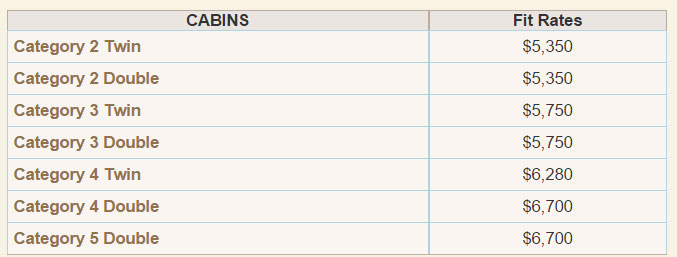 CABINS Fit Rates
Category 2 Twin $5,350
Category 2 Double $5,350
Category 3 Twin $5,750
Category 3 Double $5,750
Category 4 Twin $6,280
Category 4 Double $6,700
Category 5 Double $6,700